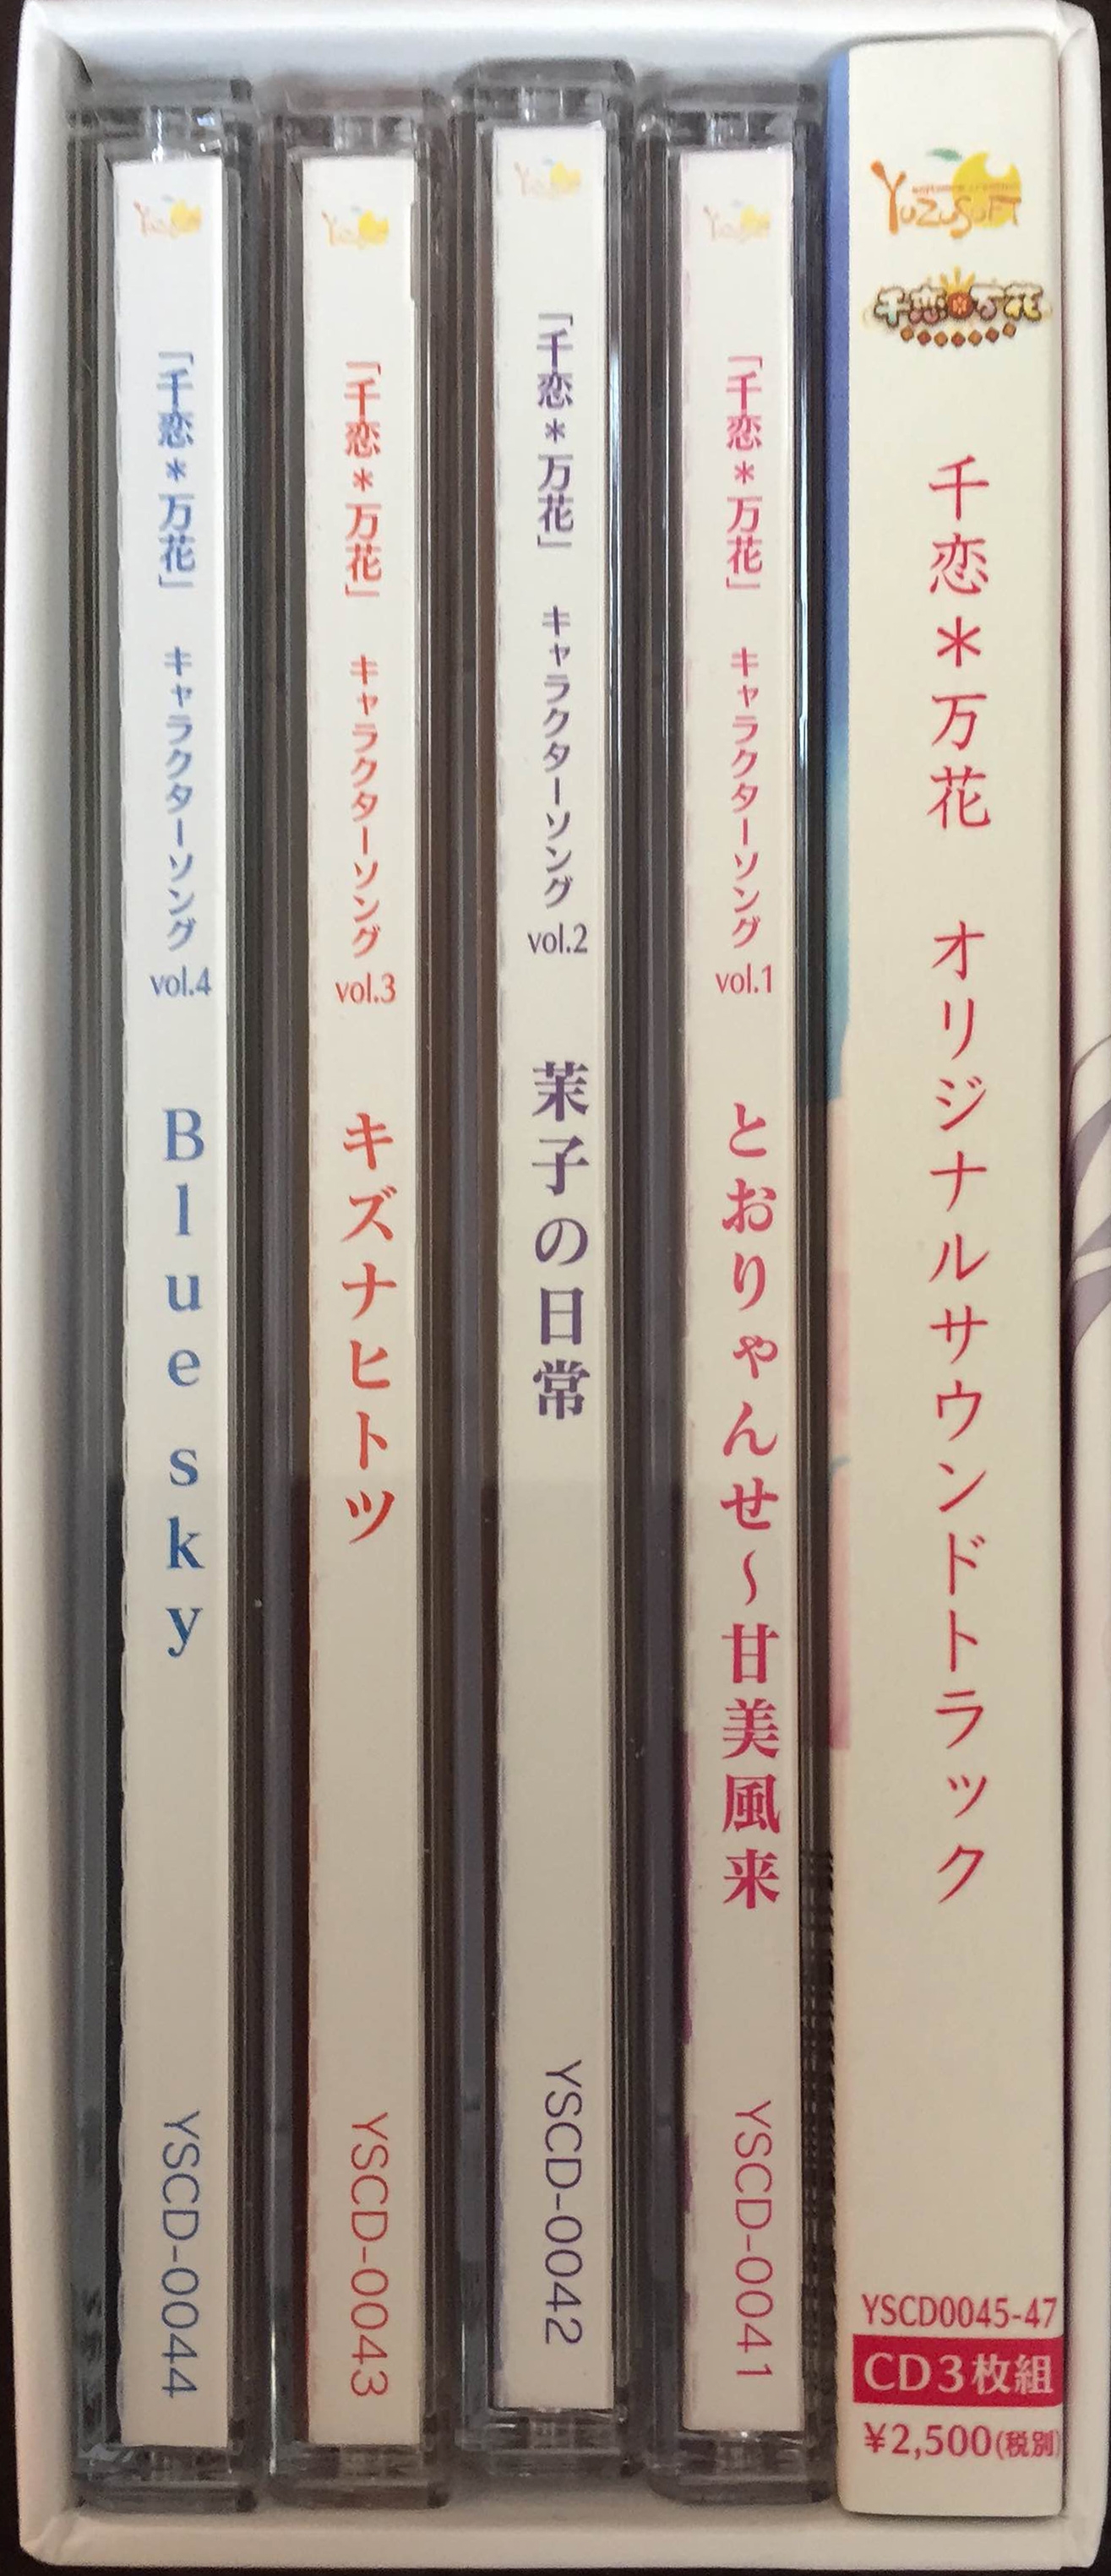 YUZUSOFT
千恋＊万花
千恋＊万花 オリジナルサウンドトラック
YSCD0045-47
CD3枚組
¥2,500(税別)
YUZUSOFT
「千恋＊万花」 キャラクターソング vol.1 とおりゃんせ～甘美風来
YSCD-0041
YUZUSOFT
「千恋＊万花」 キャラクターソング vol.2 茉子の日常
YSCD-0042
YUZUSOFT
「千恋＊万花」 キャラクターソング vol.3 キズナヒトツ
YSCD-0043
YUZUSOFT
「千恋＊万花」 キャラクターソング vol.4 Blue sky
YSCD-0044